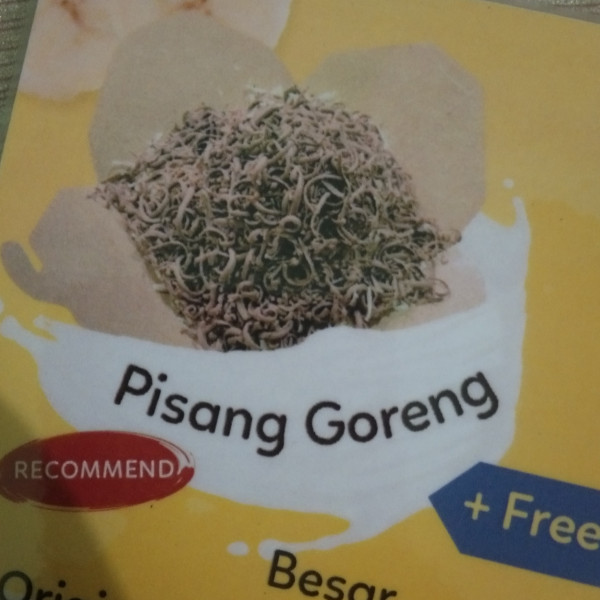 Pisang Goreng
RECOMMEND
+ Free
Besar